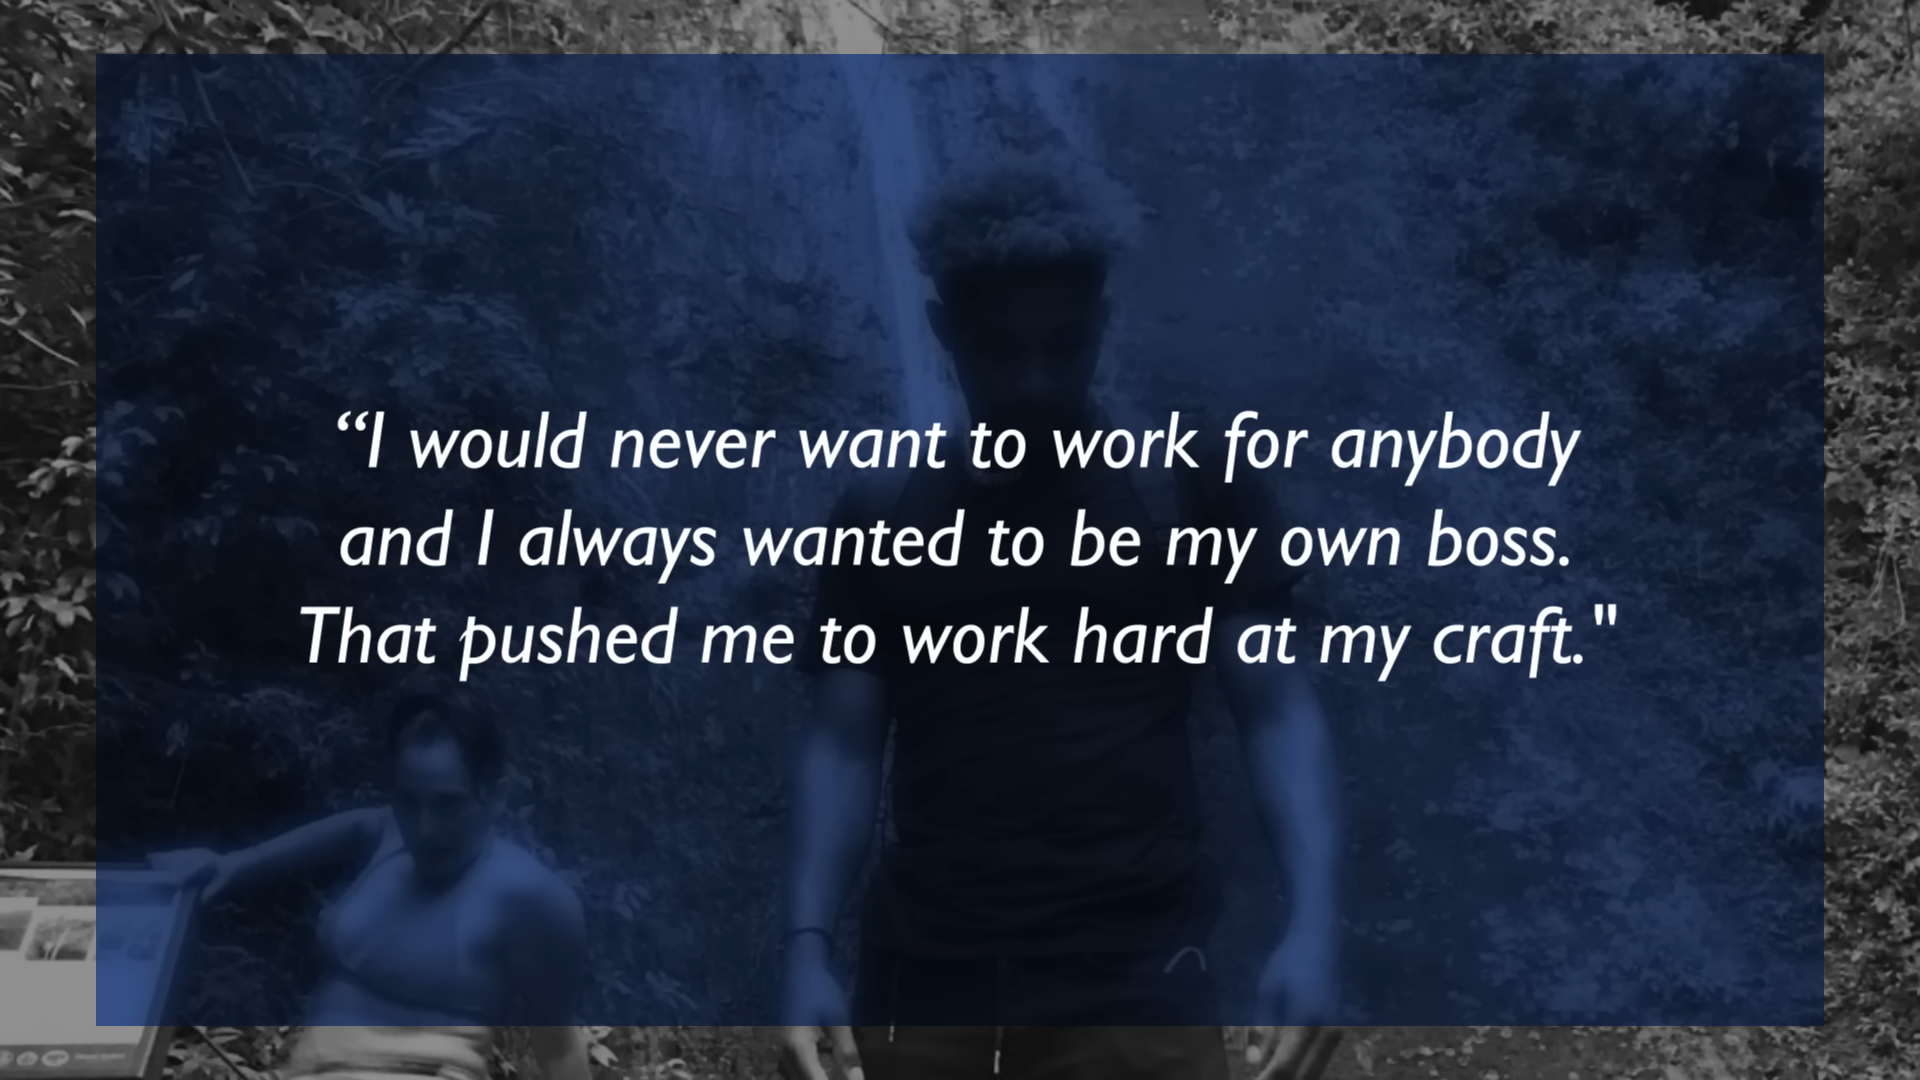 “I would never want to work for anybody
and I always wanted to be my own boss.
That pushed me to work hard at my craft."